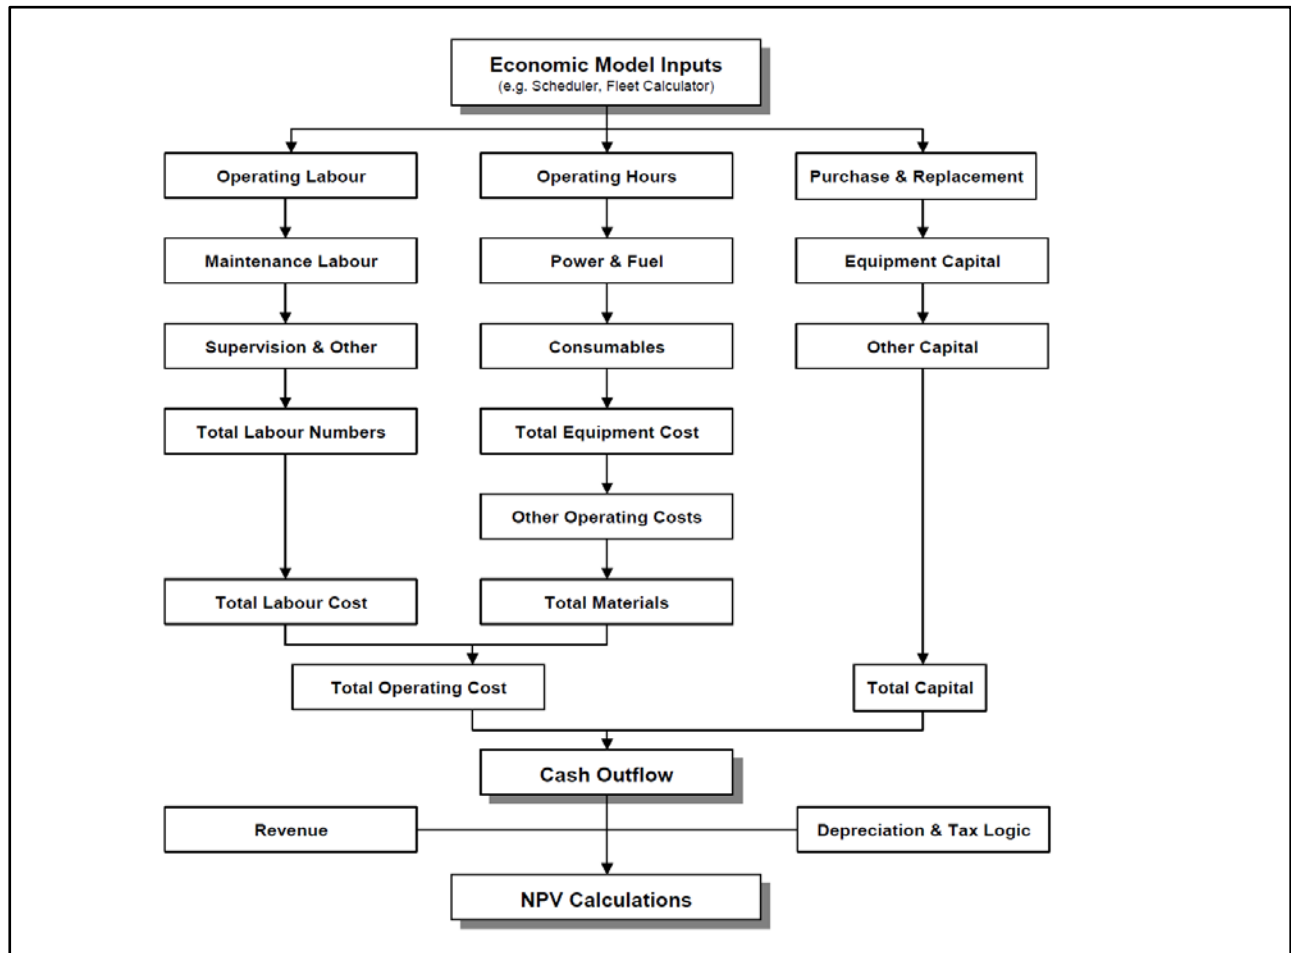 Economic Model Inputs
(e.g. Scheduler, Fleet Calculator)
Operating Labour
Operating Hours
Purchase & Replacement
Maintenance Labour
Power & Fuel
Equipment Capital
Supervision & Other
Consumables
Other Capital
Total Labour Numbers
Total Equipment Cost
Other Operating Costs
Total Labour Cost
Total Materials
Total Operating Cost
Total Capital
Cash Outflow
Revenue
Depreciation & Tax Logic
NPV Calculations